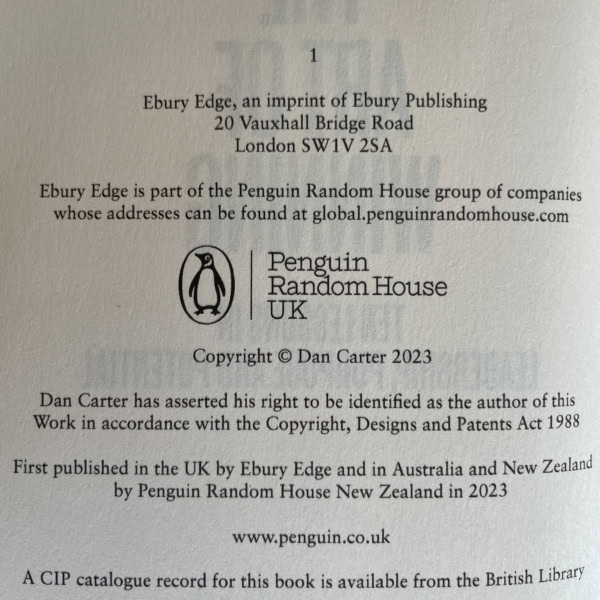 1
Ebury Edge, an imprint of Ebury Publishing
20 Vauxhall Bridge Road
London SW1V 2SA
Ebury Edge is part of the Penguin Random House group of companies
whose addresses can be found at global.penguinrandomhouse.com
Penguin
Random House
UK
Copyright © Dan Carter 2023
Dan Carter has asserted his right to be identified as the author of this
Work in accordance with the Copyright, Designs and Patents Act 1988
First published in the UK by Ebury Edge and in Australia and New Zealand
by Penguin Random House New Zealand in 2023
www.penguin.co.uk
A CIP catalogue record for this book is available from the British Library